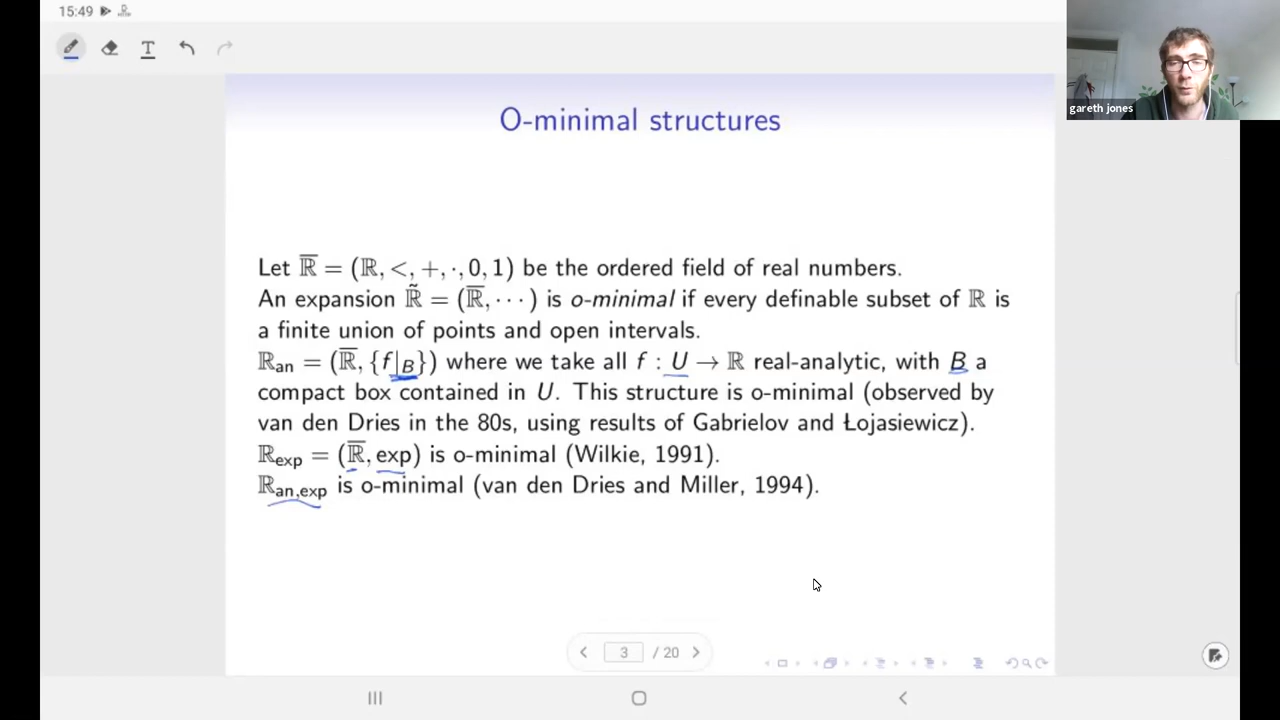 15:49
T
gareth jones
O-minimal structures
Let ℝ̅ = (ℝ, <, +, ·, 0, 1) be the ordered field of real numbers.
An expansion ℝ̃ = (ℝ̅, ···) is o-minimal if every definable subset of ℝ is
a finite union of points and open intervals.
ℝ_an = (ℝ̅, {f|_B}) where we take all f : U → ℝ real-analytic, with B a
compact box contained in U. This structure is o-minimal (observed by
van den Dries in the 80s, using results of Gabrielov and Łojasiewicz).
ℝ_exp = (ℝ̅, exp) is o-minimal (Wilkie, 1991).
ℝ_an,exp is o-minimal (van den Dries and Miller, 1994).
3 / 20